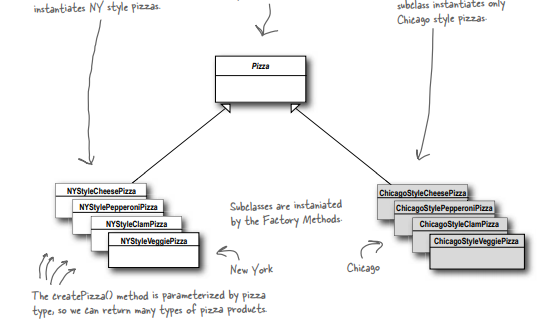 instantiates NY style pizzas.
subclass instantiates only
Chicago style pizzas.
Pizza
NYStyleCheesePizza
NYStylePepperoniPizza
NYStyleClamPizza
NYStyleVeggiePizza
Subclasses are instaniated
by the Factory Methods.
ChicagoStyleCheesePizza
ChicagoStylePepperoniPizza
ChicagoStyleClamPizza
ChicagoStyleVeggiePizza
New York
Chicago
The createPizza() method is parameterized by pizza
type, so we can return many types of pizza products.